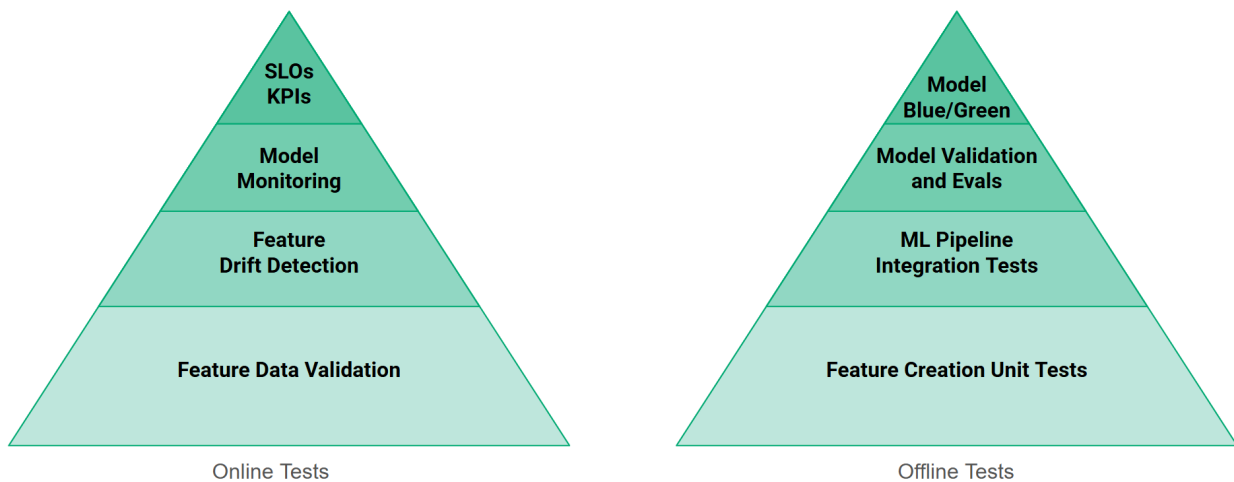 SLOs
KPIs
Model
Monitoring
Feature
Drift Detection
Feature Data Validation
Online Tests
Model
Blue/Green
Model Validation
and Evals
ML Pipeline
Integration Tests
Feature Creation Unit Tests
Offline Tests